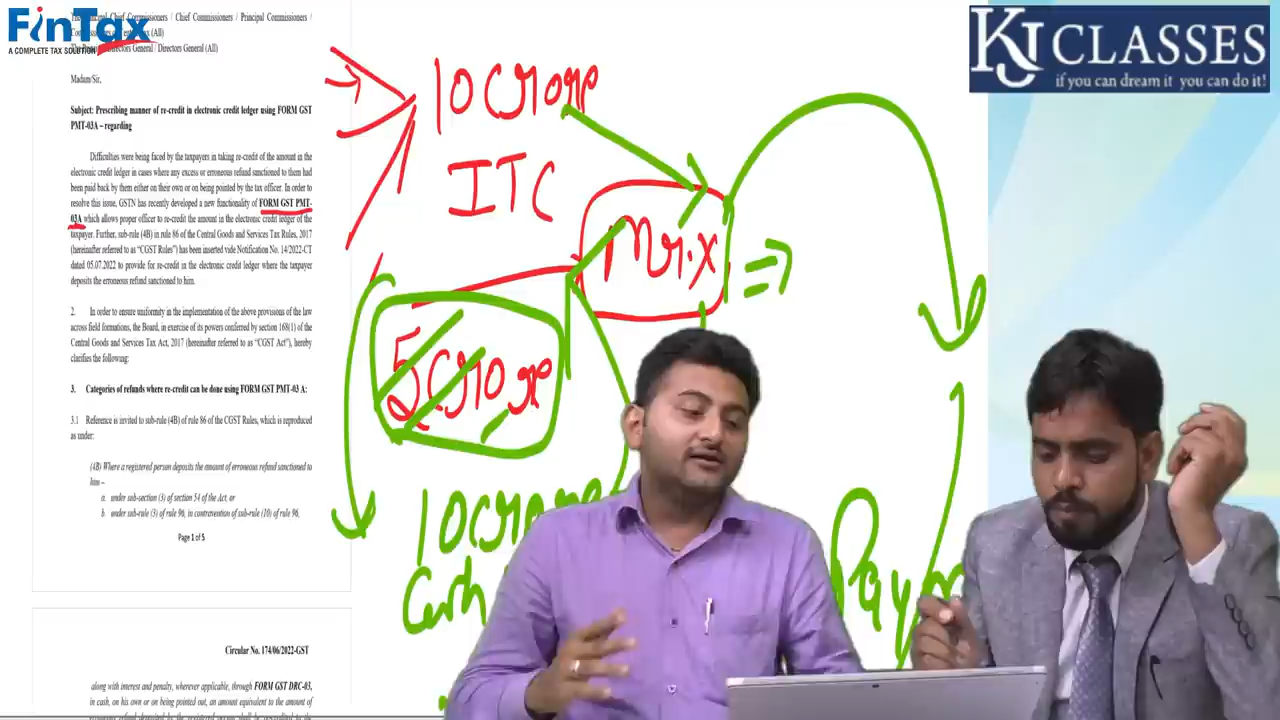 FinTax
A COMPLETE TAX SOLUTION
The Principal Chief Commissioners / Chief Commissioners / Principal Commissioners /
(All)
Directors General / Directors General (All)
Madam/Sir,
Subject: Prescribing manner of re-credit in electronic credit ledger using FORM GST
PMT-03A – regarding
Difficulties were being faced by the taxpayers in taking re-credit of the amount in the
electronic credit ledger in cases where any excess or erroneous refund sanctioned to them had
been paid back by them either on their own or on being pointed by the tax officer. In order to
resolve this issue, GSTN has recently developed a new functionality of FORM GST PMT-
03A which allows proper officer to re-credit the amount in the electronic credit ledger of the
taxpayer. Further, sub-rule (4B) in rule 86 of the Central Goods and Services Tax Rules, 2017
(hereinafter referred to as “CGST Rules”) has been inserted vide Notification No. 14/2022-CT
dated 05.07.2022 to provide for re-credit in the electronic credit ledger where the taxpayer
deposits the erroneous refund sanctioned to him.
2. In order to ensure uniformity in the implementation of the above provisions of the law
across field formations, the Board, in exercise of its powers conferred by section 168(1) of the
Central Goods and Services Tax Act, 2017 (hereinafter referred to as “CGST Act”), hereby
clarifies the following:
3. Categories of refunds where re-credit can be done using FORM GST PMT-03 A:
3.1 Reference is invited to sub-rule (4B) of rule 86 of the CGST Rules, which is reproduced
as under:
(4B) Where a registered person deposits the amount of erroneous refund sanctioned to
him –
a. under sub-section (3) of section 54 of the Act, or
b. under sub-rule (3) of rule 96, in contravention of sub-rule (10) of rule 96,
Page 1 of 5
Circular No. 174/06/2022-GST
along with interest and penalty, wherever applicable, through FORM GST DRC-03,
in cash, on his own or on being pointed out, an amount equivalent to the amount of
10 Crore
ITC
Mr. X
5 Crore
10 Crore
Cash
KJ CLASSES
if you can dream it you can do it!